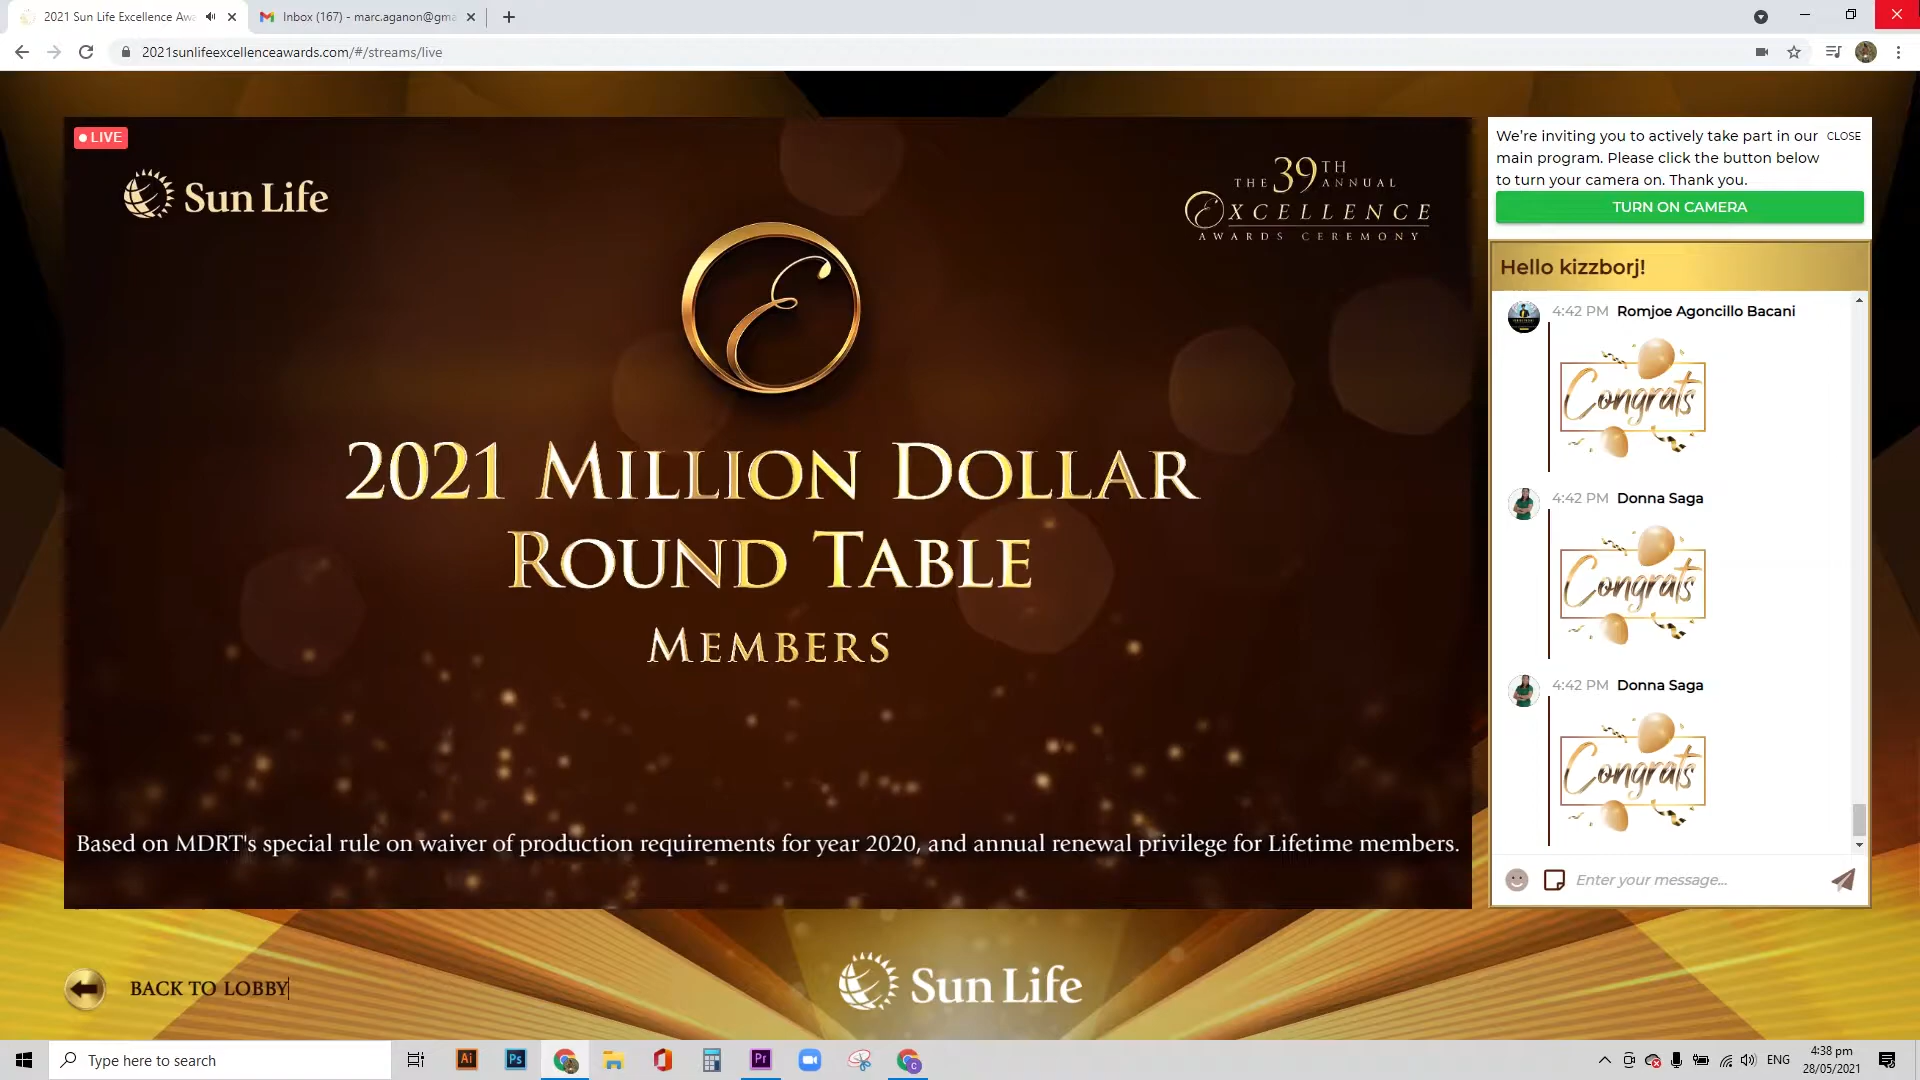 2021 Sun Life Excellence Awa
Inbox (167) - marc.aganon@gma
2021sunlifeexcellenceawards.com/#/streams/live
LIVE
Sun Life
THE 39TH ANNUAL
EXCELLENCE
AWARDS CEREMONY
2021 MILLION DOLLAR
ROUND TABLE
MEMBERS
Based on MDRT's special rule on waiver of production requirements for year 2020, and annual renewal privilege for Lifetime members.
We're inviting you to actively take part in our
main program. Please click the button below
to turn your camera on. Thank you.
CLOSE
TURN ON CAMERA
Hello kizzborj!
4:42 PM Romjoe Agoncillo Bacani
Congrats
4:42 PM Donna Saga
Congrats
4:42 PM Donna Saga
Congrats
Enter your message...
BACK TO LOBBY
Sun Life
Type here to search
Ai
Ps
Pr
C
ENG
4:38 pm
28/05/2021